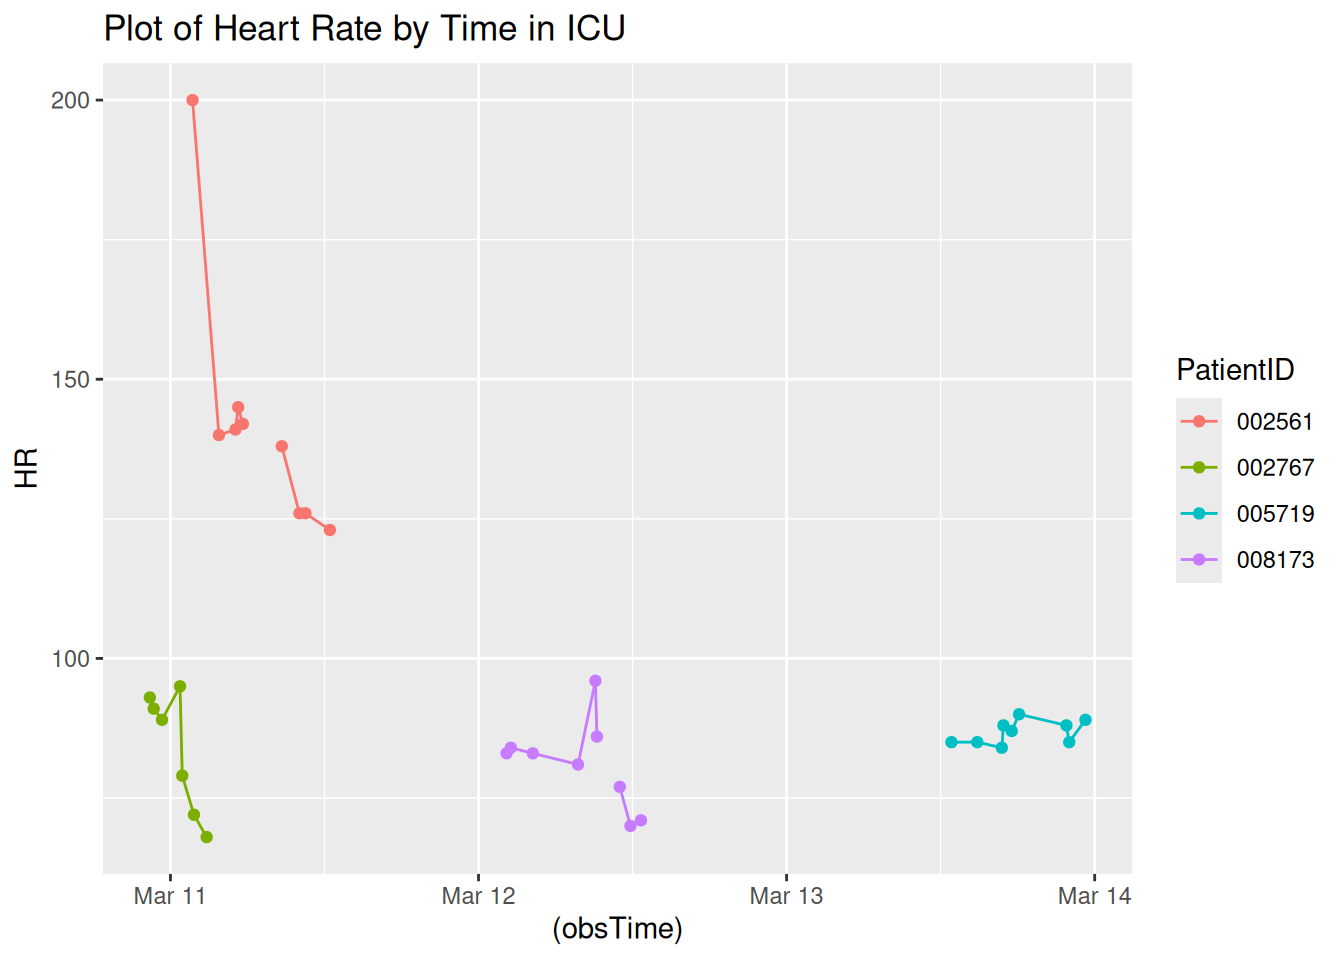 Plot of Heart Rate by Time in ICU
200
150
100
HR
Mar 11
Mar 12
Mar 13
Mar 14
(obsTime)
PatientID
002561
002767
005719
008173